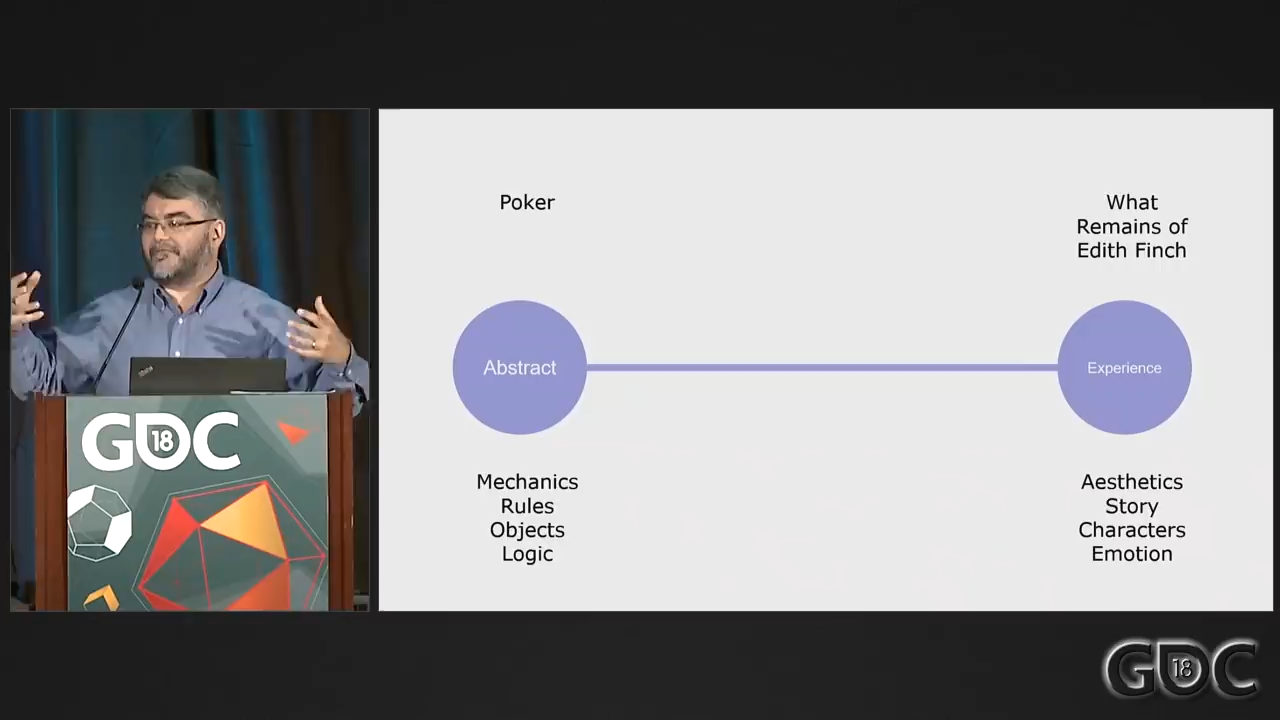 Poker
What
Remains of
Edith Finch
Abstract
Experience
Mechanics
Rules
Objects
Logic
Aesthetics
Story
Characters
Emotion
GDC
18
GDC
18